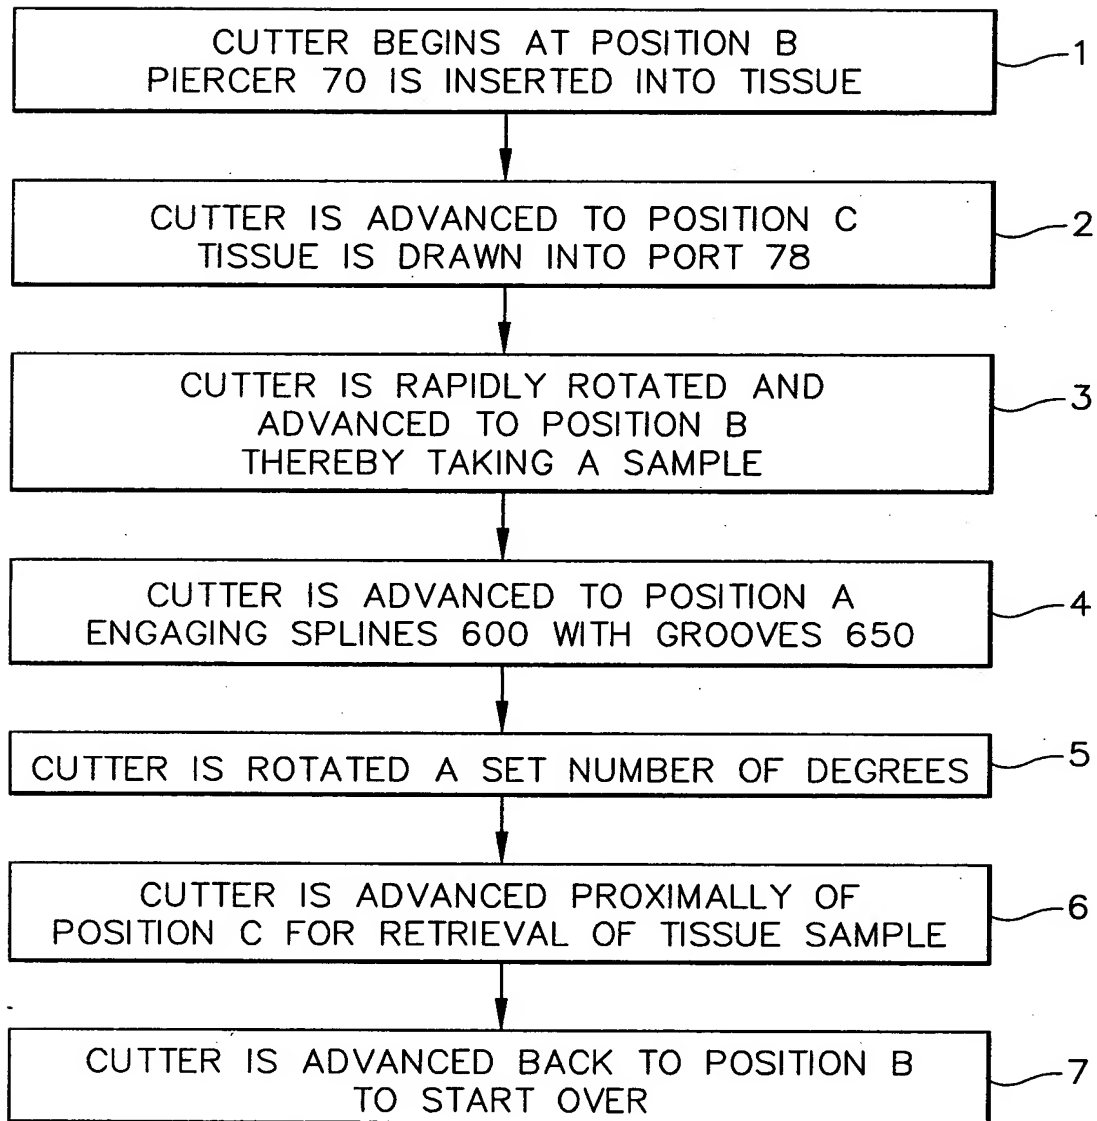 CUTTER BEGINS AT POSITION B
PIERCER 70 IS INSERTED INTO TISSUE
1
CUTTER IS ADVANCED TO POSITION C
TISSUE IS DRAWN INTO PORT 78
2
CUTTER IS RAPIDLY ROTATED AND
ADVANCED TO POSITION B
THEREBY TAKING A SAMPLE
3
CUTTER IS ADVANCED TO POSITION A
ENGAGING SPLINES 600 WITH GROOVES 650
4
CUTTER IS ROTATED A SET NUMBER OF DEGREES
5
CUTTER IS ADVANCED PROXIMALLY OF
POSITION C FOR RETRIEVAL OF TISSUE SAMPLE
6
CUTTER IS ADVANCED BACK TO POSITION B
TO START OVER
7